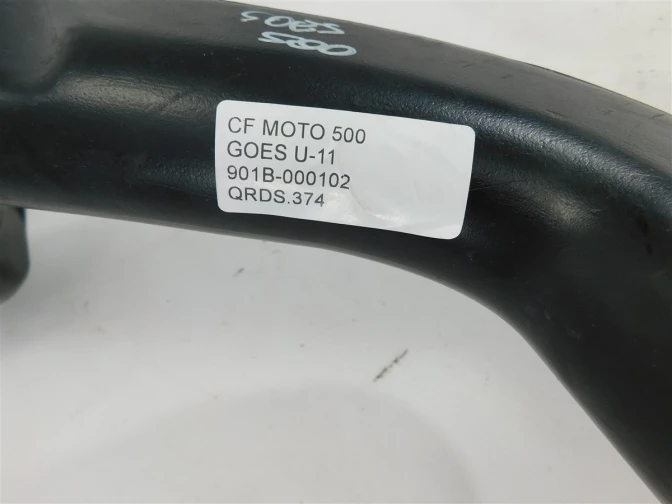 CF MOTO 500
GOES U-11
901B-000102
QRDS.374